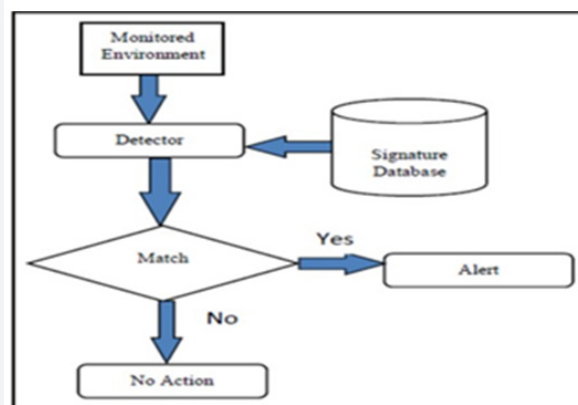 Monitored
Environment
Detector
Signature
Database
Match
Yes
Alert
No
No Action